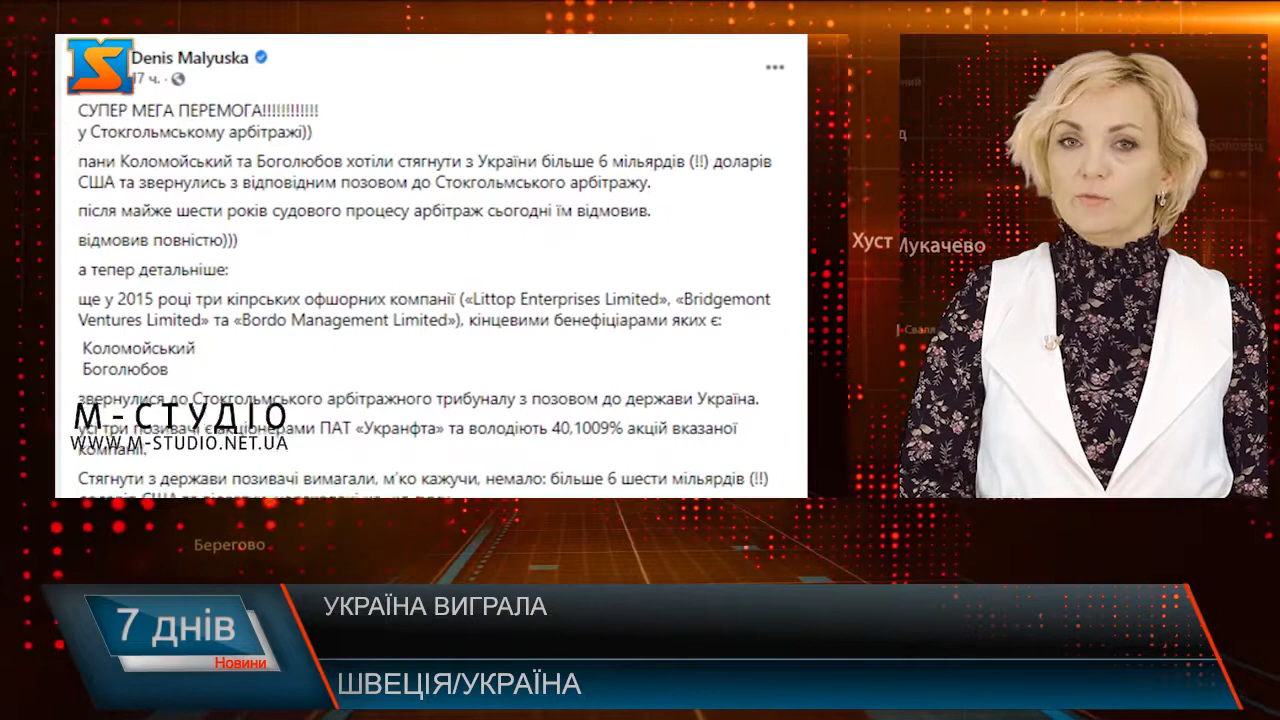 Denis Malyuska
17 ч.
СУПЕР МЕГА ПЕРЕМОГА!!!!!!!!!!!!
у Стокгольмському арбітражі))
пани Коломойський та Боголюбов хотіли стягнути з України більше 6 мільярдів (!!) доларів
США та звернулись з відповідним позовом до Стокгольмського арбітражу.
після майже шести років судового процесу арбітраж сьогодні їм відмовив.
відмовив повністю)))
а тепер детальніше:
ще у 2015 році три кіпрських офшорних компанії («Littop Enterprises Limited», «Bridgemont
Ventures Limited» та «Bordo Management Limited»), кінцевими бенефіціарами яких є:
Коломойський
Боголюбов
звернулися до Стокгольмського арбітражного трибуналу з позовом до держави Україна.
усі три позивачі є акціонерами ПАТ «Укранфта» та володіють 40,1009% акцій вказаної
компанії.
Стягнути з держави позивачі вимагали, м'ко кажучи, немало: більше 6 шести мільярдів (!!)
М-СТУДІО
WWW.M-STUDIO.NET.UA
Хуст
Мукачево
Сваля
Берегово
7 днів
Новини
УКРАЇНА ВИГРАЛА
ШВЕЦІЯ/УКРАЇНА